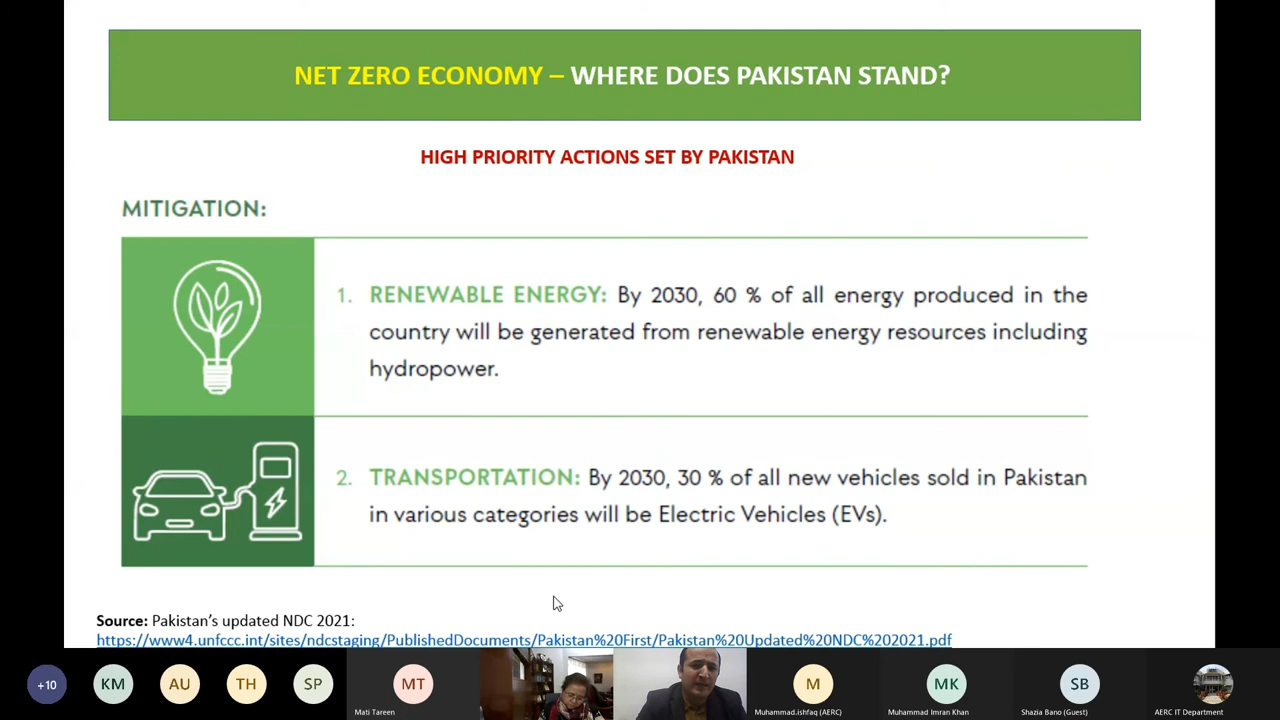 NET ZERO ECONOMY – WHERE DOES PAKISTAN STAND?
HIGH PRIORITY ACTIONS SET BY PAKISTAN
MITIGATION:
1. RENEWABLE ENERGY: By 2030, 60 % of all energy produced in the
country will be generated from renewable energy resources including
hydropower.
2. TRANSPORTATION: By 2030, 30 % of all new vehicles sold in Pakistan
in various categories will be Electric Vehicles (EVs).
Source: Pakistan's updated NDC 2021:
https://www4.unfccc.int/sites/ndcstaging/PublishedDocuments/Pakistan%20First/Pakistan%20Updated%20NDC%202021.pdf
+10
KM
AU
TH
SP
MT
M
MK
SB
Mati Tareen
Muhammad.ishfaq (AERC)
Muhammad Imran Khan
Shazia Bano (Guest)
AERC IT Department